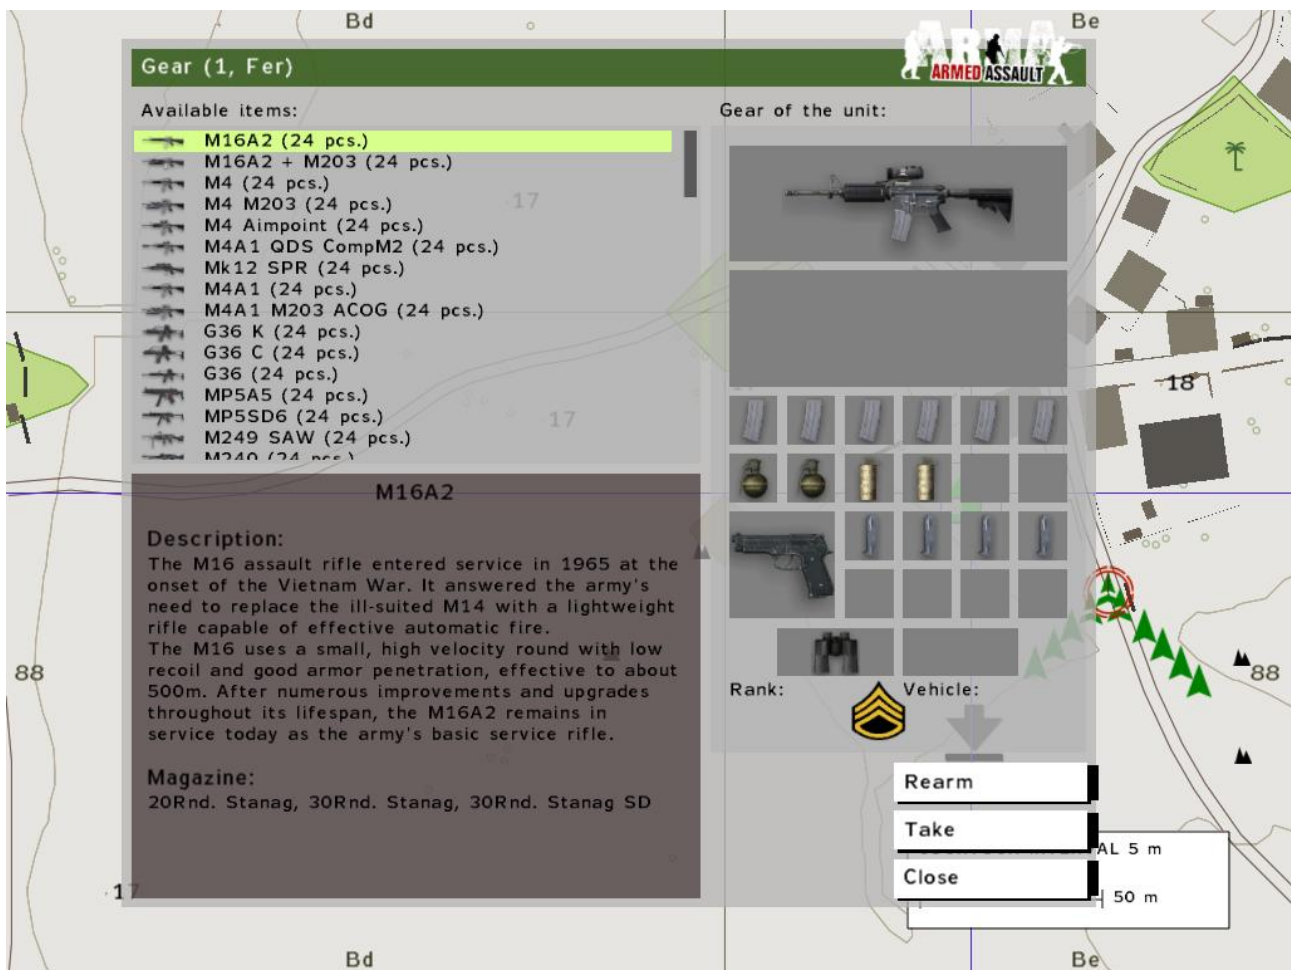 Bd
Be
ARMA
ARMED ASSAULT
Gear (1, Fer)
Available items:
Gear of the unit:
M16A2 (24 pcs.)
M16A2 + M203 (24 pcs.)
M4 (24 pcs.)
M4 M203 (24 pcs.)
M4 Aimpoint (24 pcs.)
M4A1 QDS CompM2 (24 pcs.)
Mk12 SPR (24 pcs.)
M4A1 (24 pcs.)
M4A1 M203 ACOG (24 pcs.)
G36 K (24 pcs.)
G36 C (24 pcs.)
G36 (24 pcs.)
MP5A5 (24 pcs.)
MP5SD6 (24 pcs.)
M249 SAW (24 pcs.)
M240 (24 pcs.)
17
17
18
M16A2
Description:
The M16 assault rifle entered service in 1965 at the
onset of the Vietnam War. It answered the army's
need to replace the ill-suited M14 with a lightweight
rifle capable of effective automatic fire.
The M16 uses a small, high velocity round with low
recoil and good armor penetration, effective to about
500m. After numerous improvements and upgrades
throughout its lifespan, the M16A2 remains in
service today as the army's basic service rifle.
Magazine:
20Rnd. Stanag, 30Rnd. Stanag, 30Rnd. Stanag SD
88
88
Rank:
Vehicle:
Rearm
Take
Close
AL 5 m
50 m
17
Bd
Be